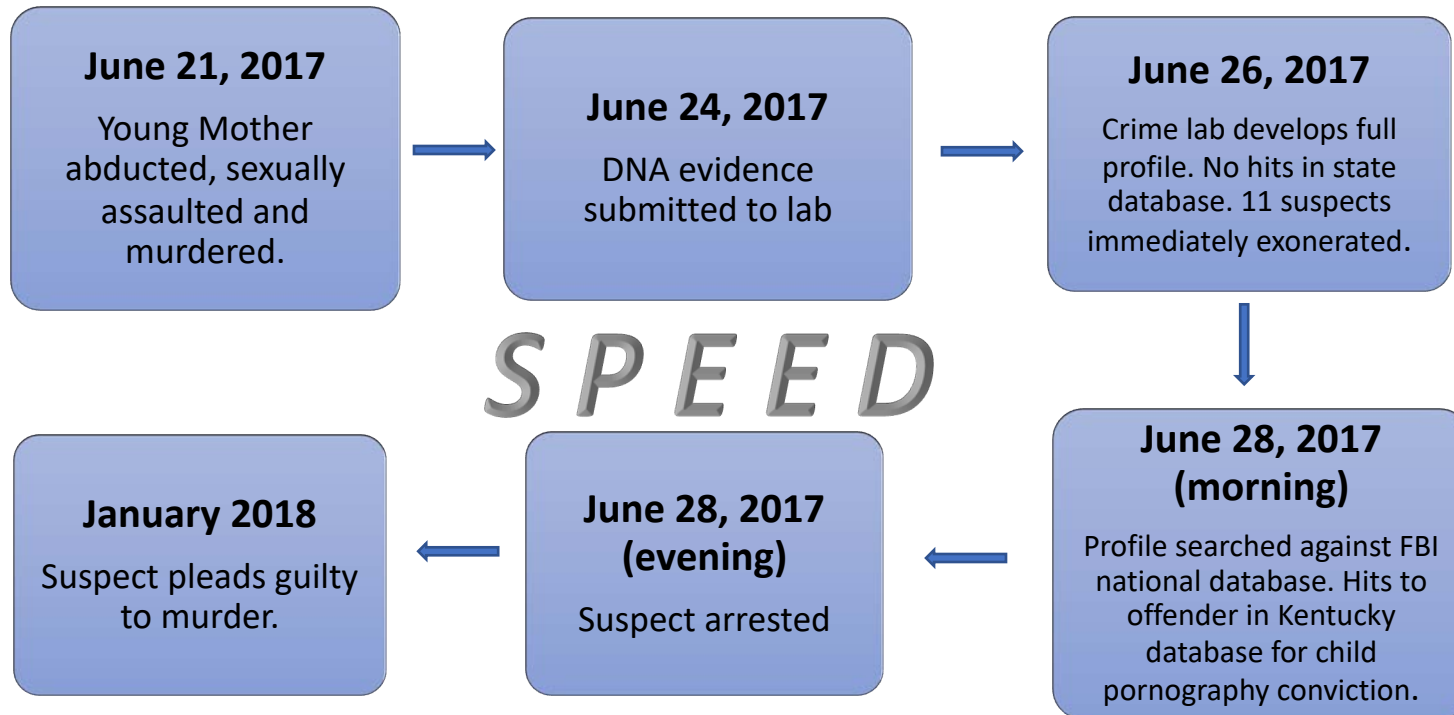 June 21, 2017
Young Mother
abducted, sexually
assaulted and
murdered.
June 24, 2017
DNA evidence
submitted to lab
June 26, 2017
Crime lab develops full
profile. No hits in state
database. 11 suspects
immediately exonerated.
S P E E D
June 28, 2017
(morning)
Profile searched against FBI
national database. Hits to
offender in Kentucky
database for child
pornography conviction.
June 28, 2017
(evening)
Suspect arrested
January 2018
Suspect pleads guilty
to murder.